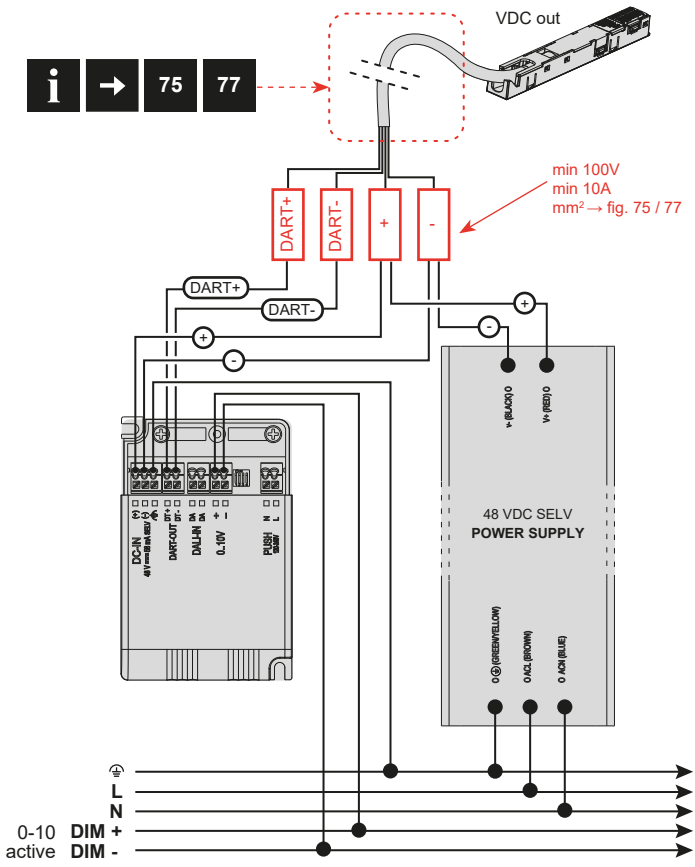 VDC out
i → 75 77
min 100V
min 10A
mm² → fig. 75 / 77
DART+ DART- + -
DART+
DART-
+
-
+
-
V- (BLACK) O
V+ (RED) O
48 VDC SELV
POWER SUPPLY
O (GREEN/YELLOW)
O ACL (BROWN)
O ACN (BLUE)
(+) (-) DT+ DT- DA DA + - N L
DC-IN
DART-OUT
DALI-IN
0..10V
PUSH
L
N
0-10 DIM +
active DIM -